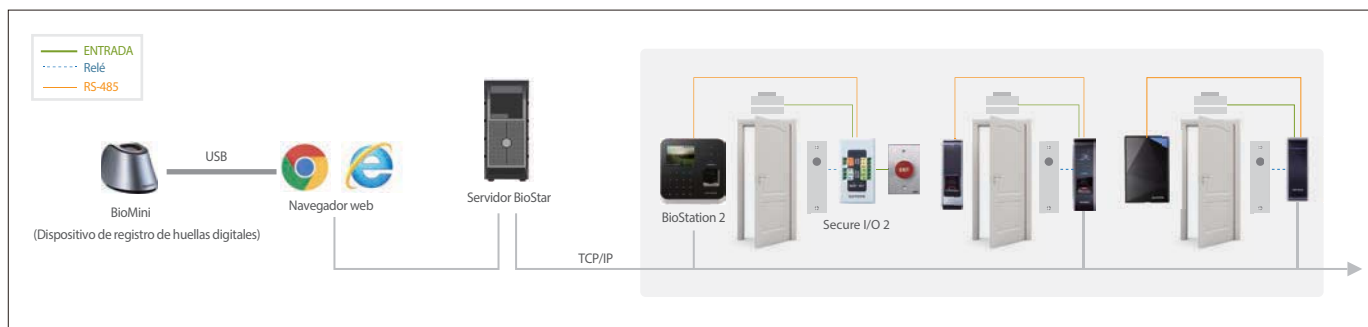 ENTRADA
Relé
RS-485
USB
BioMini
(Dispositivo de registro de huellas digitales)
Navegador web
Servidor BioStar
TCP/IP
BioStation 2
Secure I/O 2
EXIT